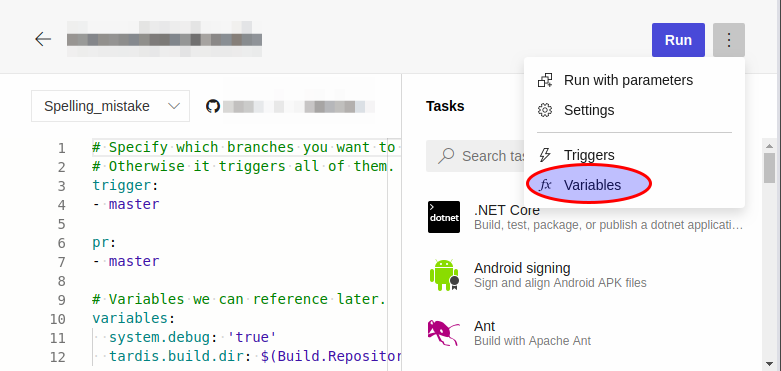 Run
Run with parameters
Settings
Triggers
fx Variables
Spelling_mistake
Tasks
Search tas
1 # Specify which branches you want to
2 # Otherwise it triggers all of them.
3 trigger:
4 - master
5
6 pr:
7 - master
8
9 # Variables we can reference later.
10 variables:
11 system.debug: 'true'
12 tardis.build.dir: $(Build.Repositor
dotnet
.NET Core
Build, test, package, or publish a dotnet applicati…
Android signing
Sign and align Android APK files
Ant
Build with Apache Ant